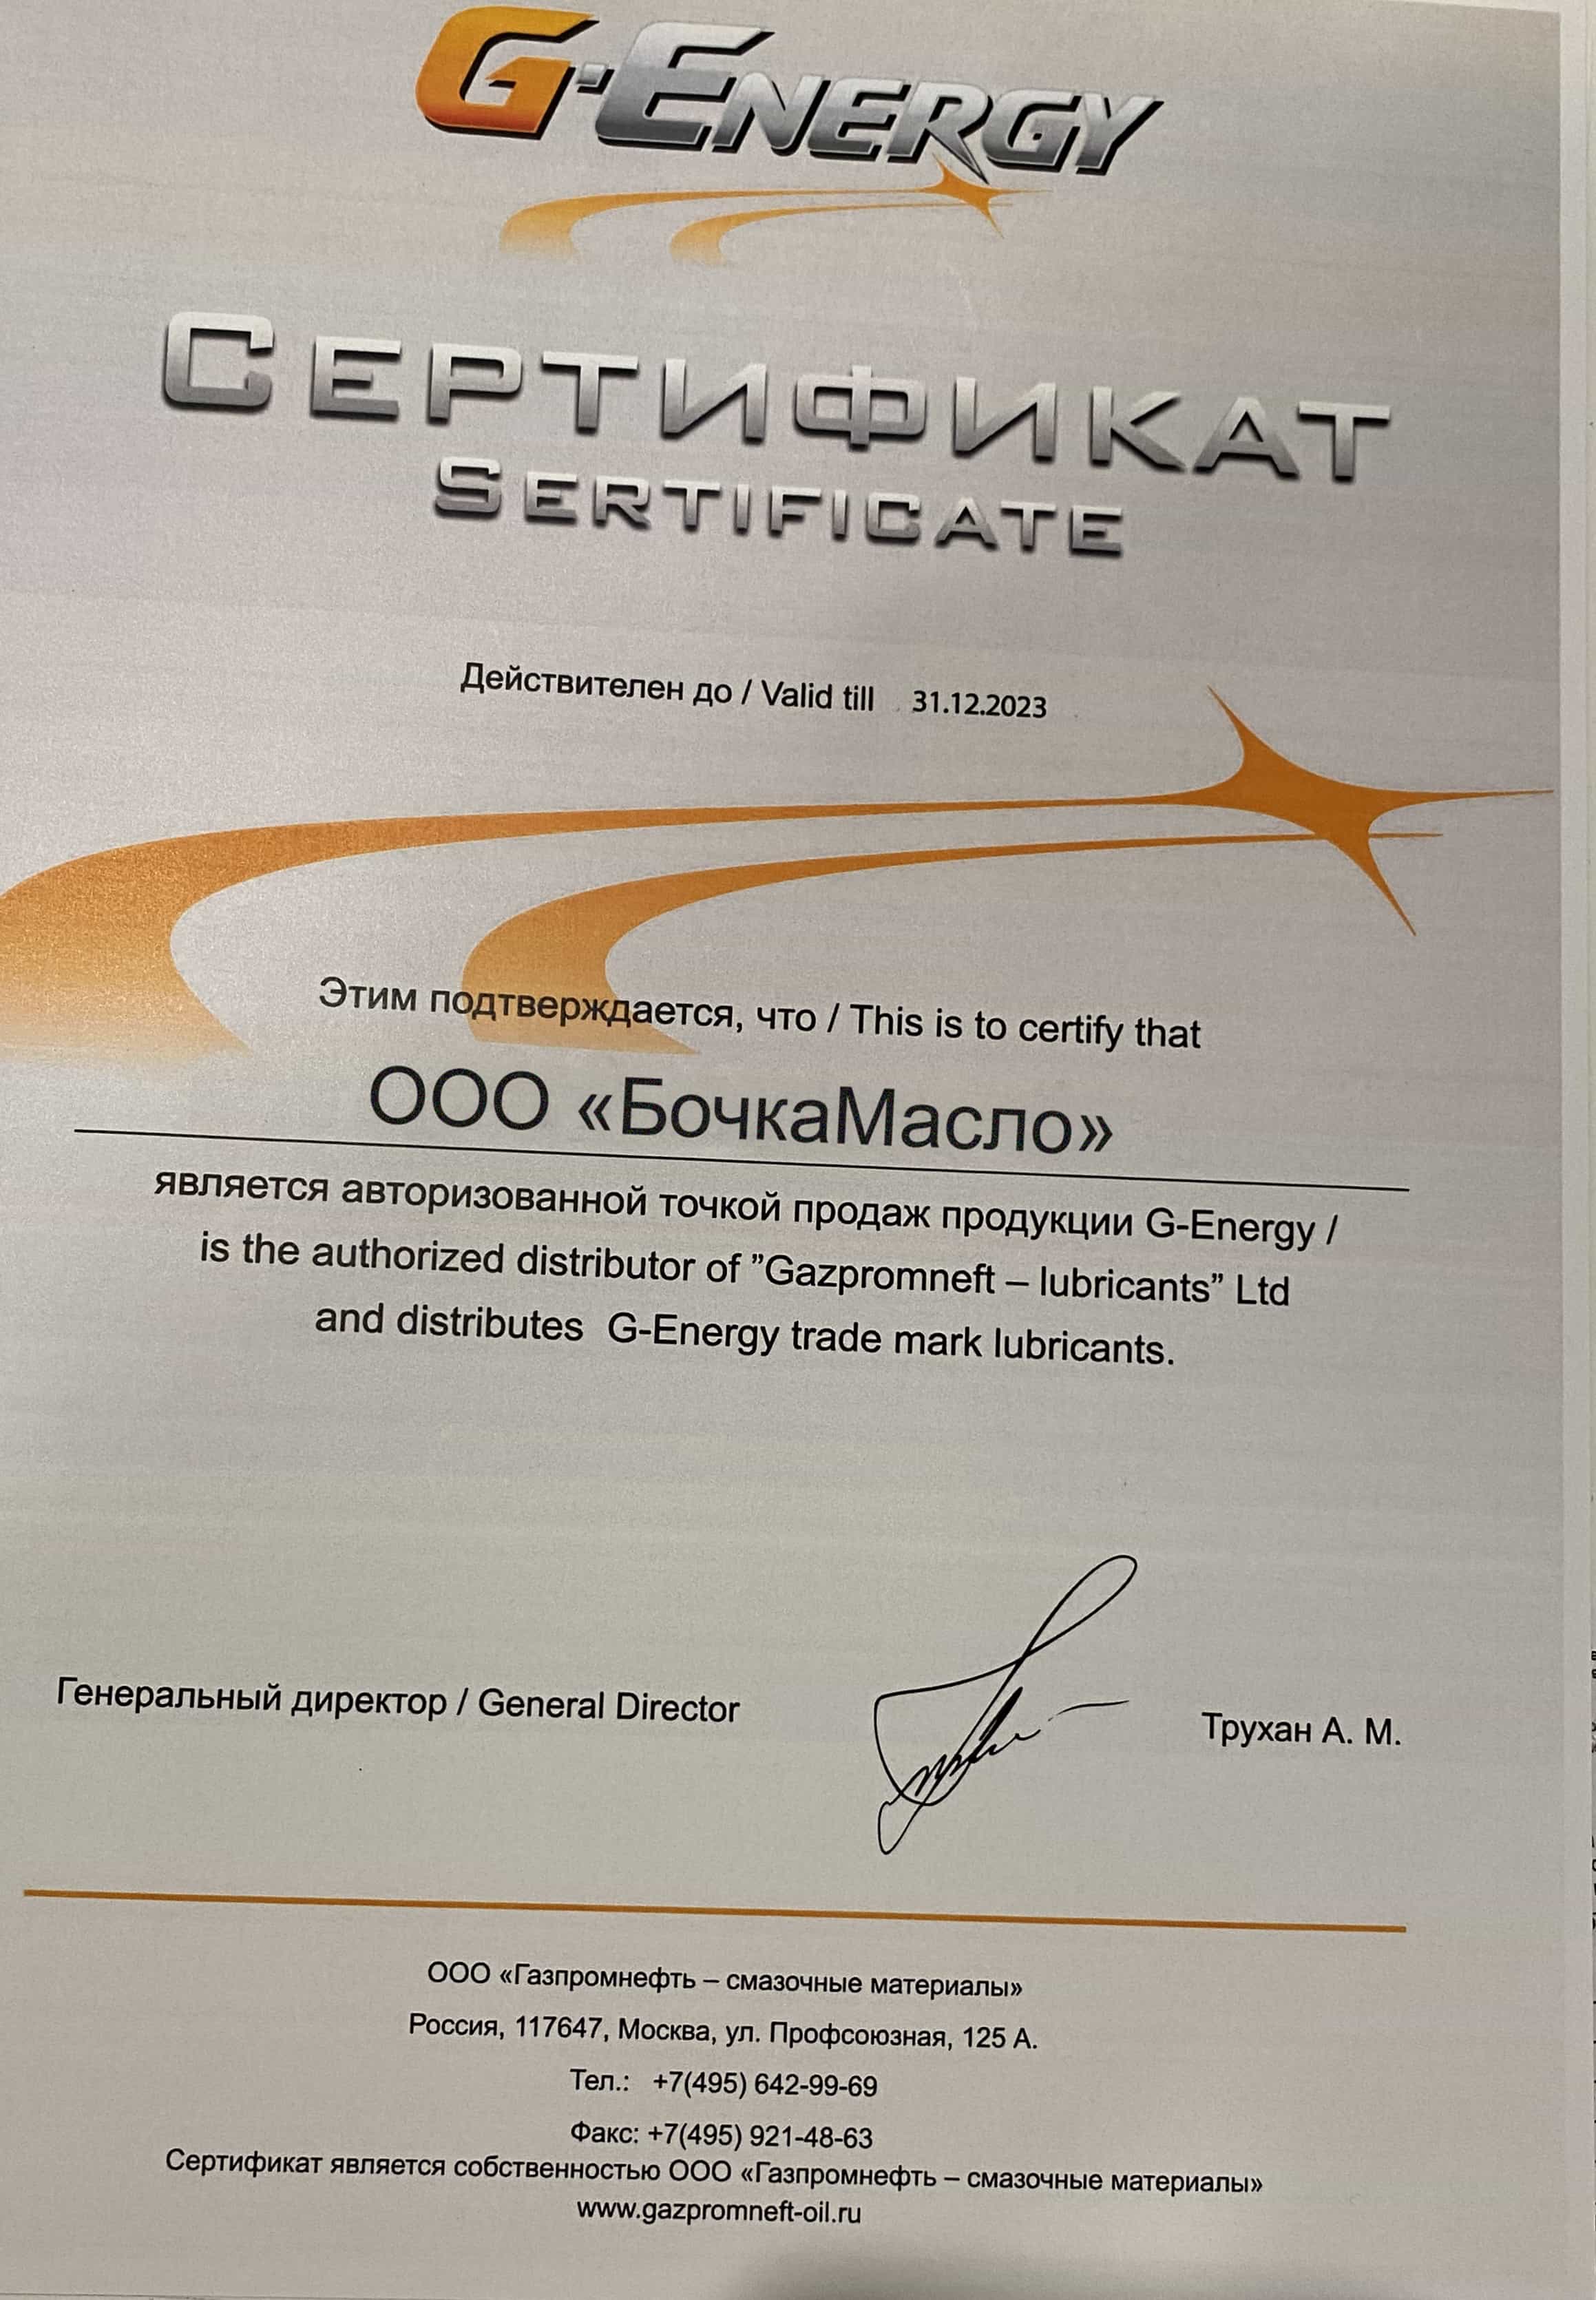 G-ENERGY
СЕРТИФИКАТ
SERTIFICATE
Действителен до / Valid till 31.12.2023
Этим подтверждается, что / This is to certify that
ООО «БочкаМасло»
является авторизованной точкой продаж продукции G-Energy /
is the authorized distributor of ”Gazpromneft – lubricants” Ltd
and distributes G-Energy trade mark lubricants.
Генеральный директор / General Director Трухан А. М.
ООО «Газпромнефть – смазочные материалы»
Россия, 117647, Москва, ул. Профсоюзная, 125 А.
Тел.: +7(495) 642-99-69
Факс: +7(495) 921-48-63
Сертификат является собственностью ООО «Газпромнефть – смазочные материалы»
www.gazpromneft-oil.ru